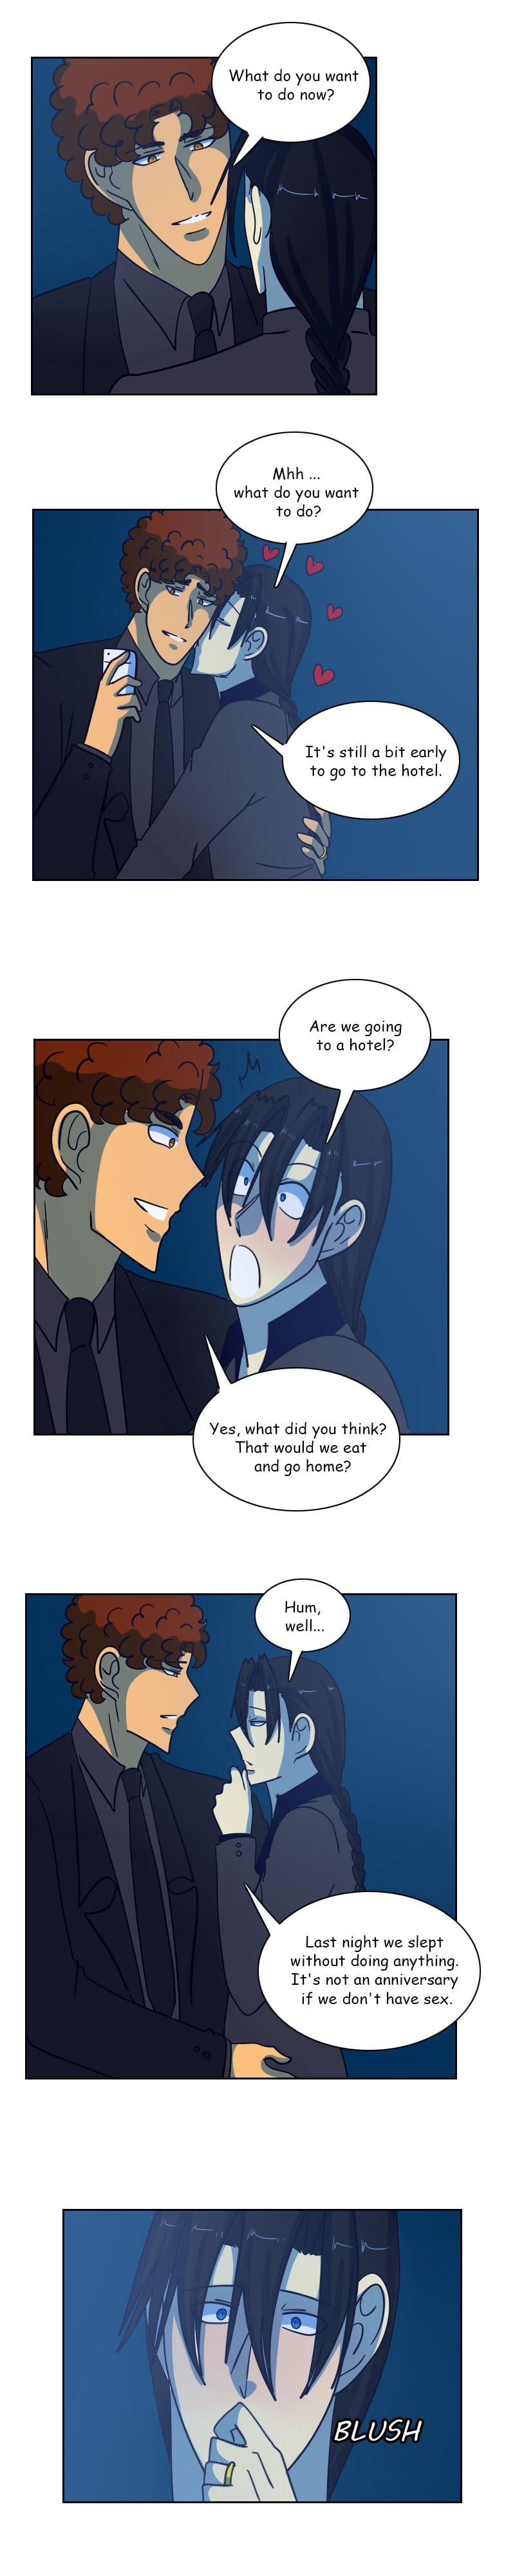 What do you want
to do now?
Mhh ...
what do you want
to do?
It's still a bit early
to go to the hotel.
Are we going
to a hotel?
Yes, what did you think?
That would we eat
and go home?
Hum,
well...
Last night we slept
without doing anything.
It's not an anniversary
if we don't have sex.
BLUSH